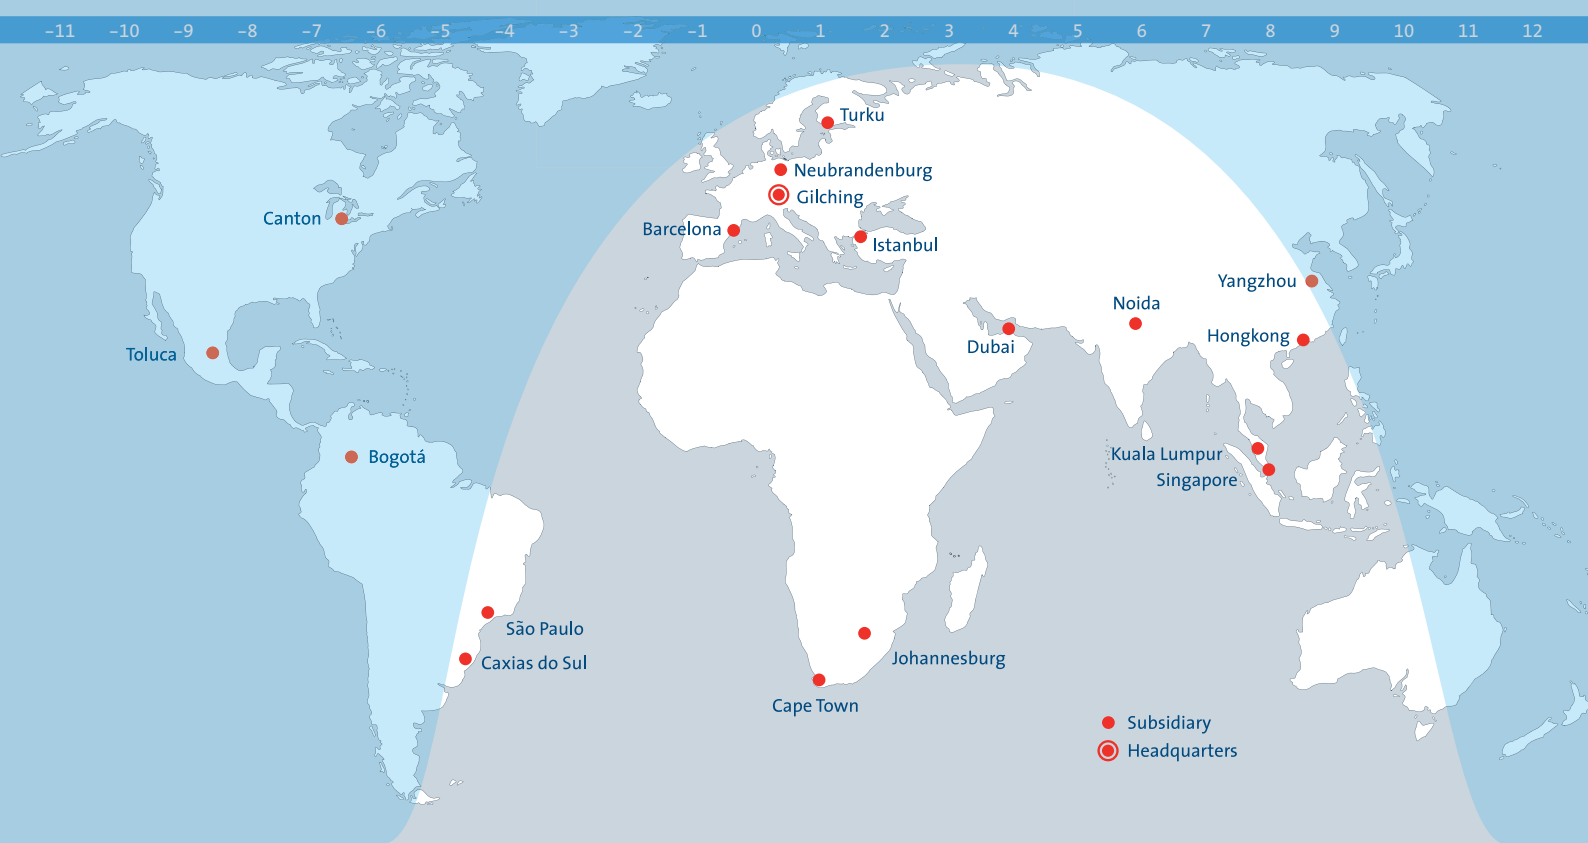 -11 -10 -9 -8 -7 -6 -5 -4 -3 -2 -1 0 1 2 3 4 5 6 7 8 9 10 11 12
Turku
Neubrandenburg
Gilching
Canton
Barcelona
Istanbul
Yangzhou
Noida
Hongkong
Dubai
Toluca
Kuala Lumpur
Bogotá
Singapore
São Paulo
Johannesburg
Caxias do Sul
Cape Town
Subsidiary
Headquarters